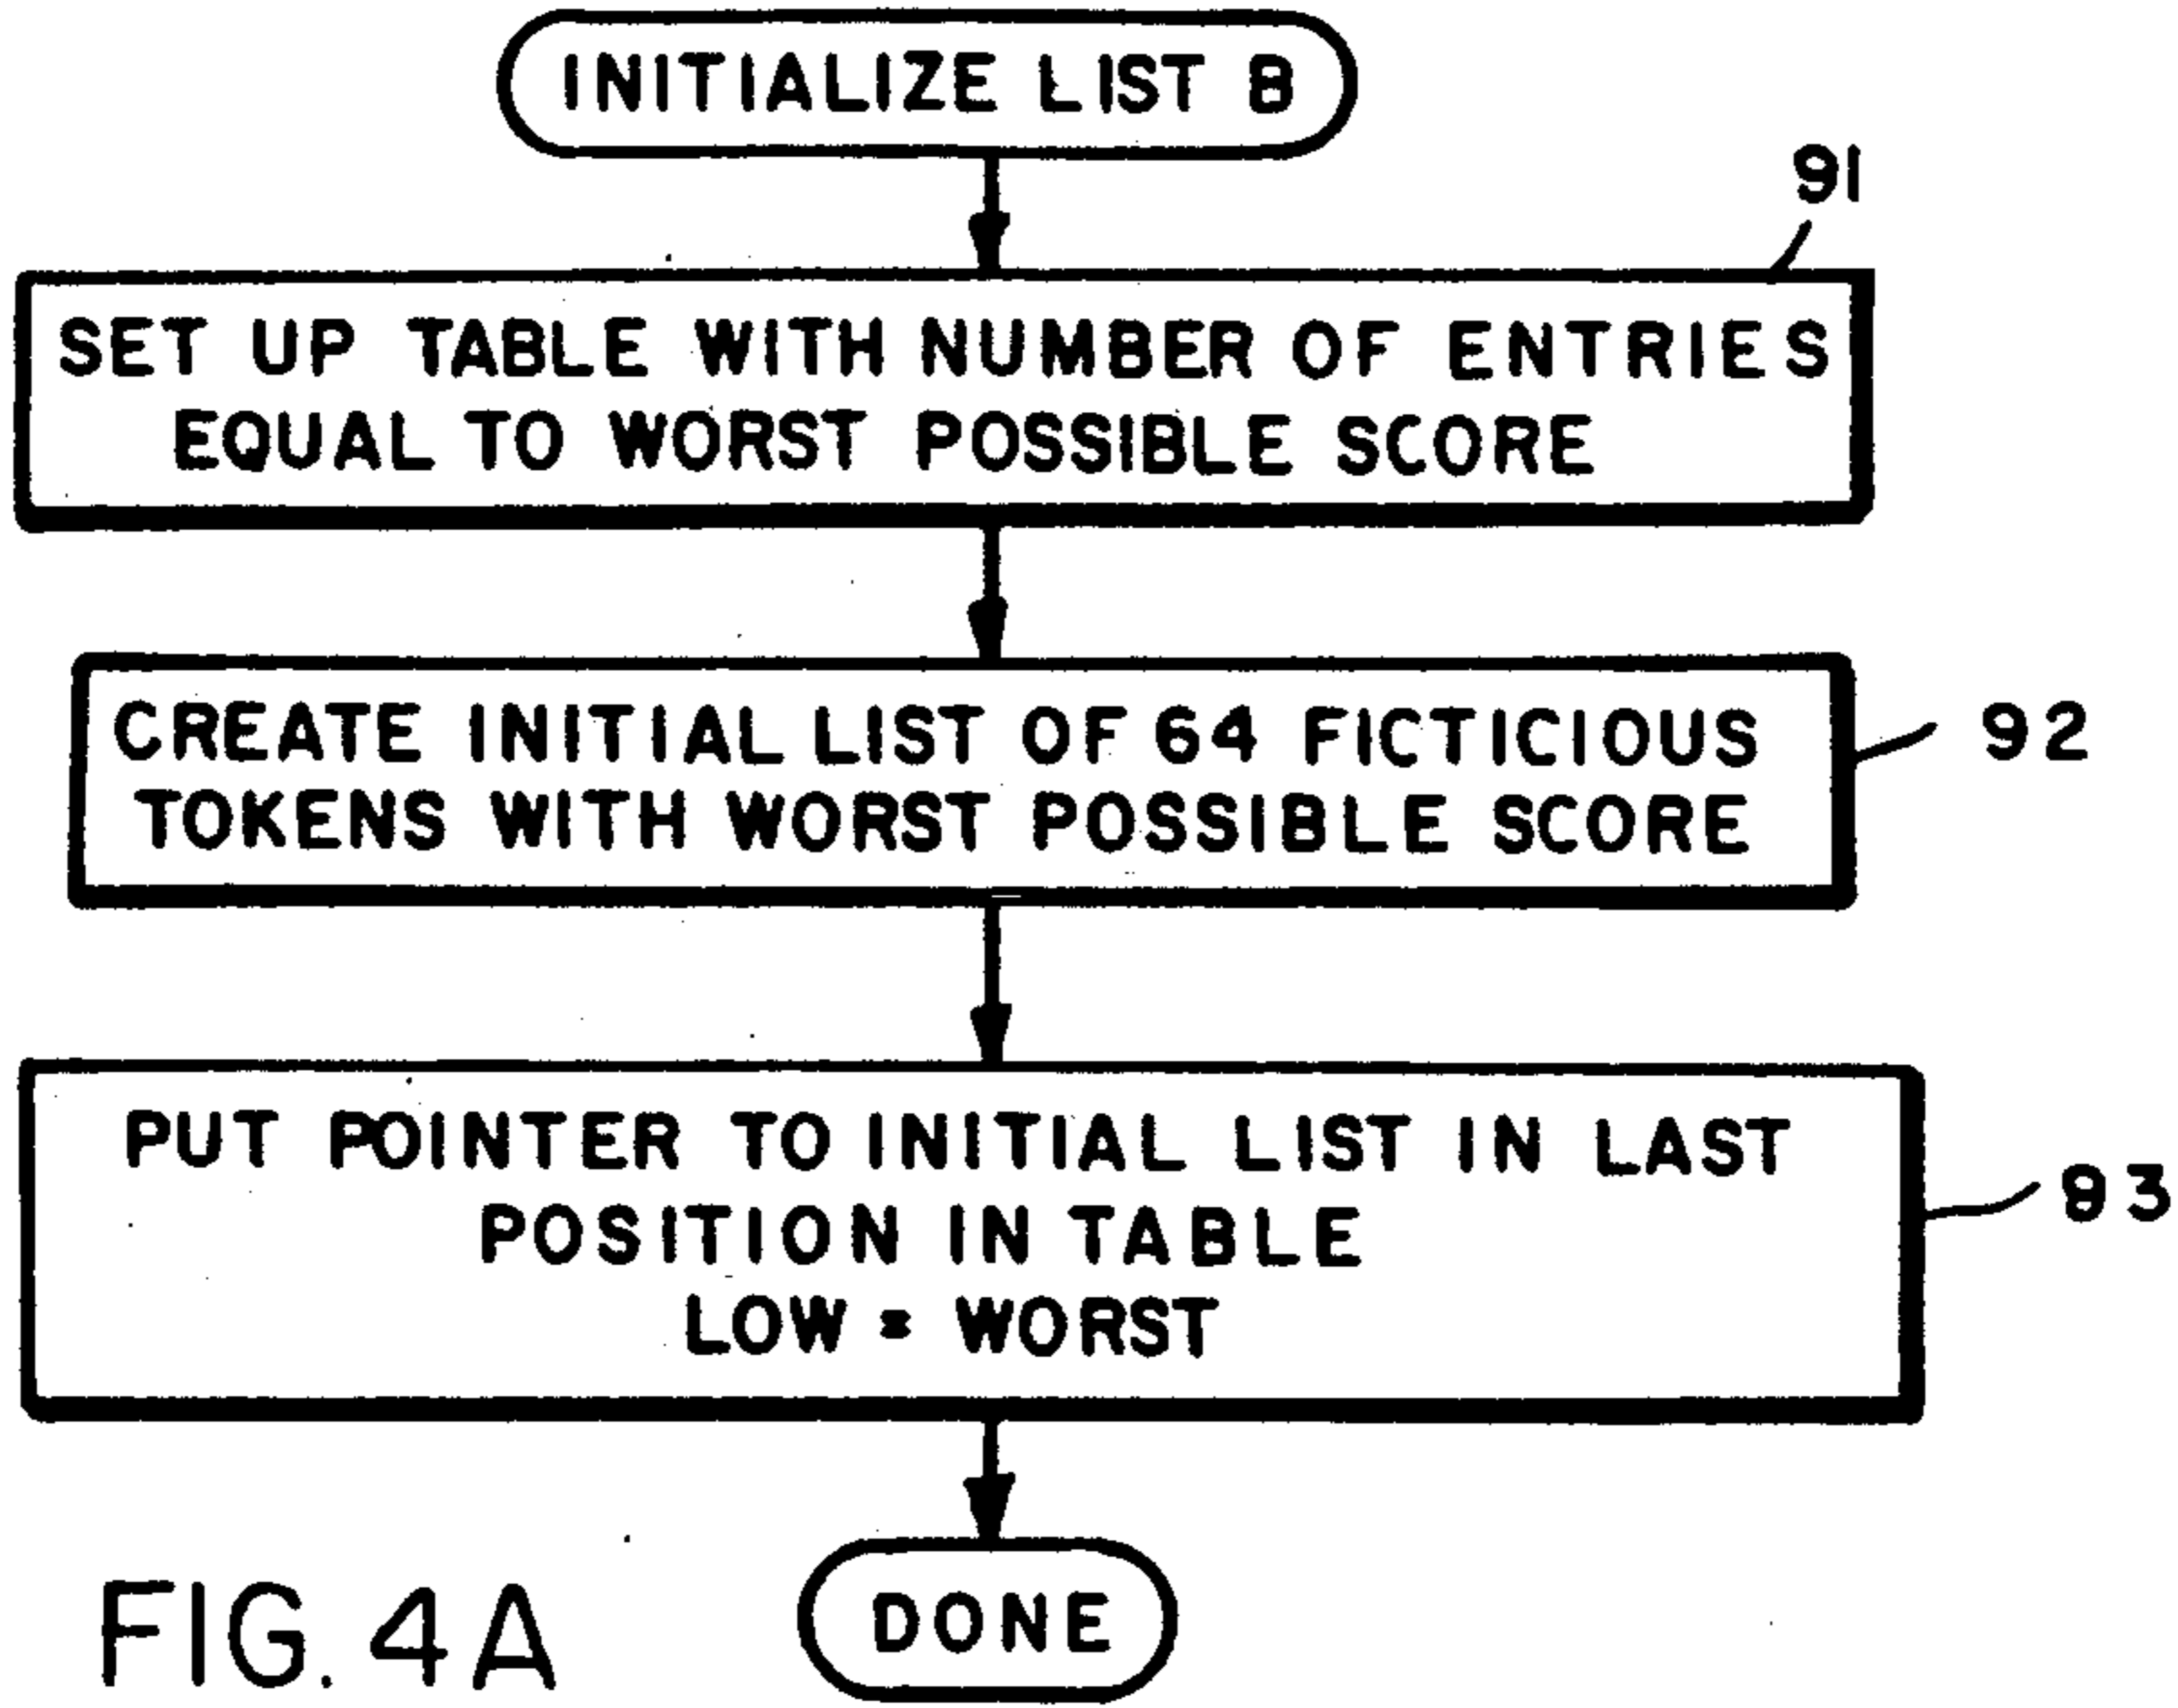 INITIALIZE LIST B
91
SET UP TABLE WITH NUMBER OF ENTRIES
EQUAL TO WORST POSSIBLE SCORE
CREATE INITIAL LIST OF 64 FICTICIOUS
TOKENS WITH WORST POSSIBLE SCORE
92
PUT POINTER TO INITIAL LIST IN LAST
POSITION IN TABLE
LOW = WORST
93
DONE
FIG. 4A